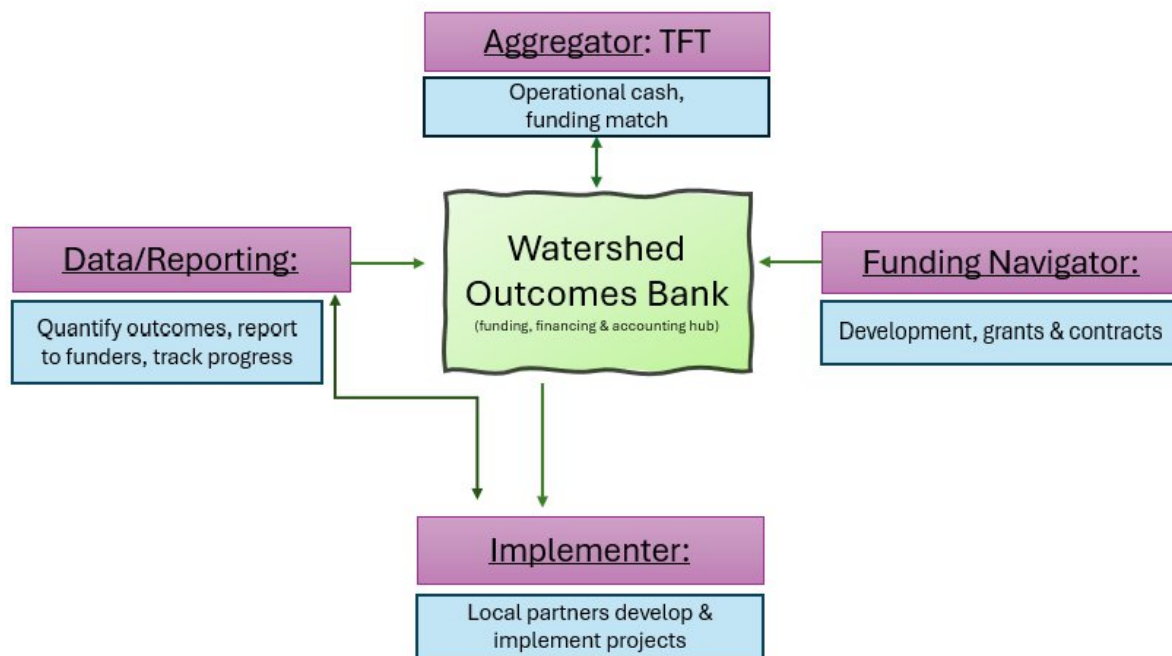 Aggregator: TFT
Operational cash,
funding match
Data/Reporting:
Quantify outcomes, report
to funders, track progress
Watershed
Outcomes Bank
(funding, financing & accounting hub)
Funding Navigator:
Development, grants & contracts
Implementer:
Local partners develop &
implement projects